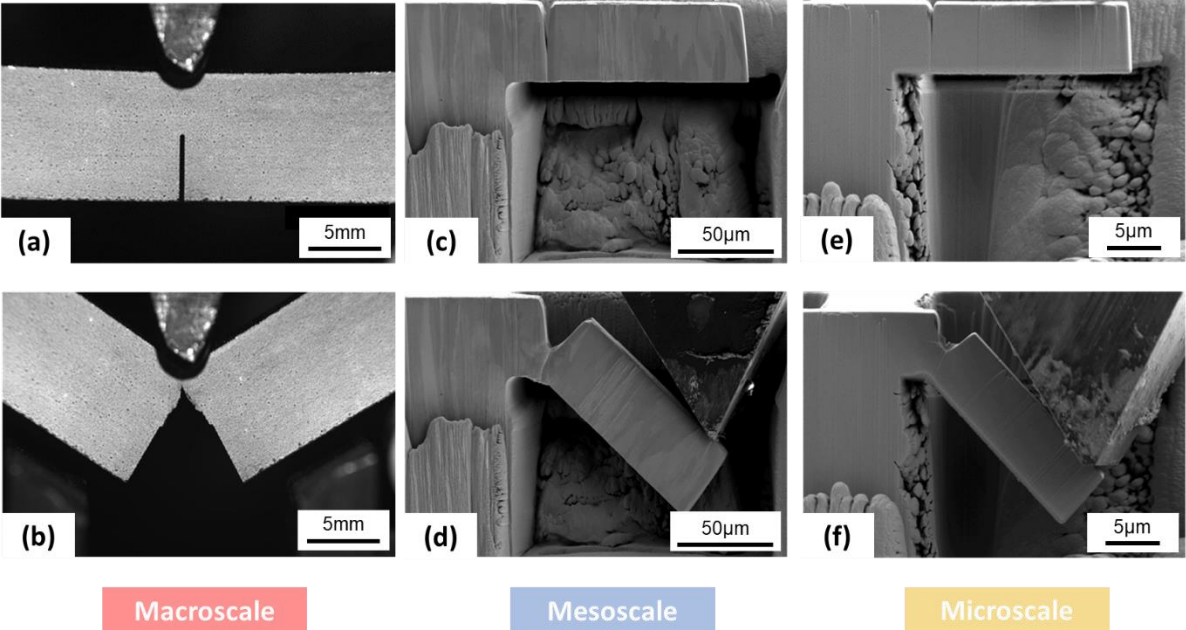 (a)
5mm
(c)
50μm
(e)
5μm
(b)
5mm
(d)
50μm
(f)
5μm
Macroscale
Mesoscale
Microscale